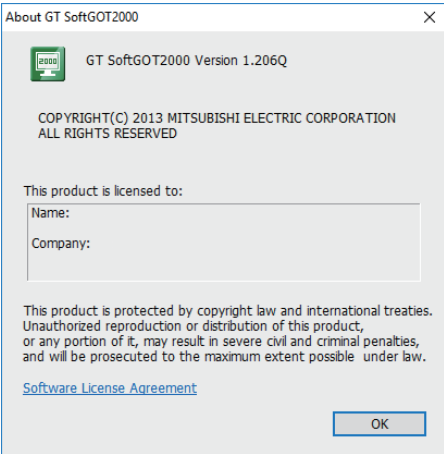 About GT SoftGOT2000
2000
GT SoftGOT2000 Version 1.206Q
COPYRIGHT(C) 2013 MITSUBISHI ELECTRIC CORPORATION
ALL RIGHTS RESERVED
This product is licensed to:
Name:
Company:
This product is protected by copyright law and international treaties.
Unauthorized reproduction or distribution of this product,
or any portion of it, may result in severe civil and criminal penalties,
and will be prosecuted to the maximum extent possible under law.
Software License Agreement
OK